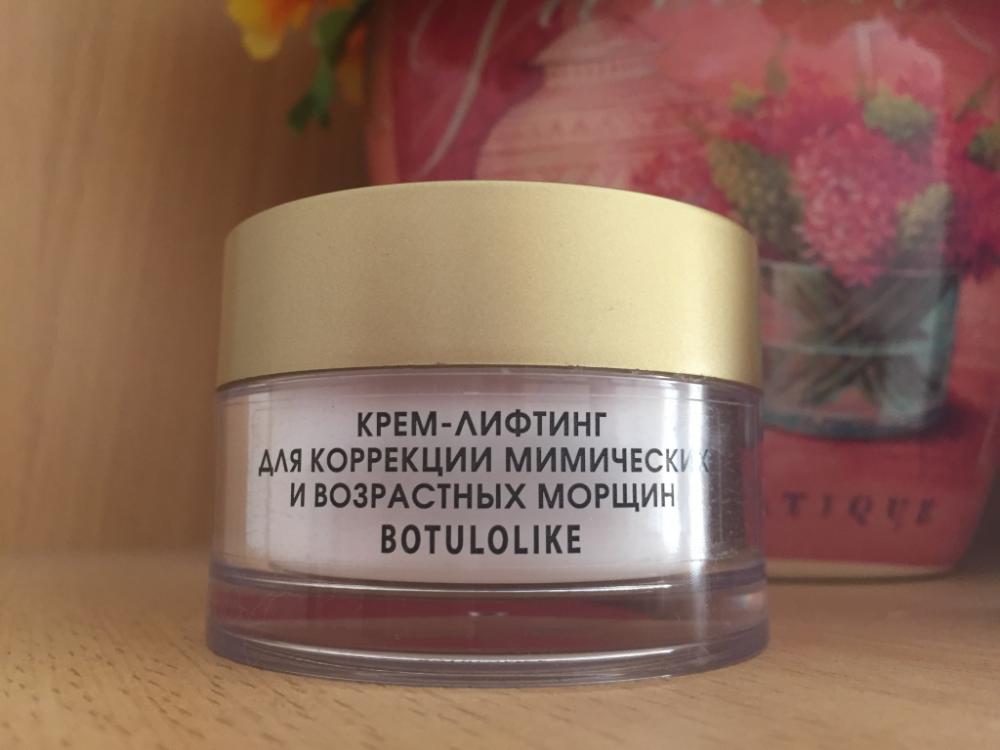 КРЕМ-ЛИФТИНГ
ДЛЯ КОРРЕКЦИИ МИМИЧЕСКИХ
И ВОЗРАСТНЫХ МОРЩИН
BOTULOLIKE